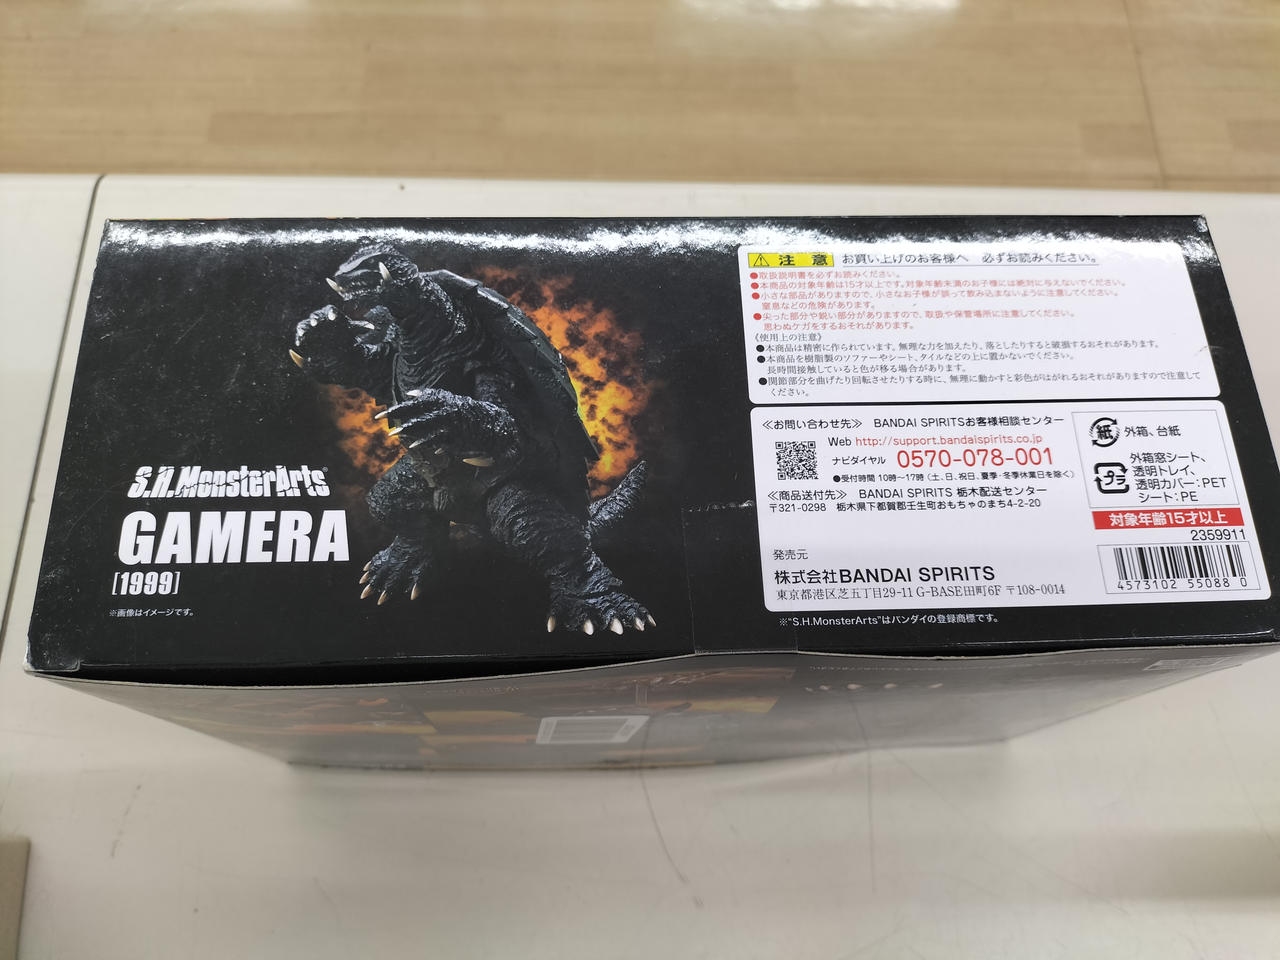 S.H.MonsterArts
GAMERA
[1999]
※画像はイメージです。
注 意 お買い上げのお客様へ 必ずお読みください。
●取扱説明書を必ずお読みください。
●本商品の対象年齢は15才以上です。対象年齢未満のお子様には絶対に与えないでください。
●小さな部品がありますので、小さなお子様が誤って飲み込まないように注意してください。
窒息などの危険があります。
●尖った部分や鋭い部分がありますので、取扱や保管場所に注意してください。
思わぬケガをするおそれがあります。
《使用上の注意》
●本商品は精密に作られています。無理な力を加えたり、落としたりすると破損するおそれがあります。
●本商品を樹脂製のソファーやシート、タイルなどの上に置かないでください。
長時間接触していると色が移る場合があります。
●関節部分を曲げたり回転させたりする時に、無理に動かすと彩色がはがれるおそれがありますので注意して
ください。
≪お問い合わせ先≫ BANDAI SPIRITSお客様相談センター
Web http://support.bandaispirits.co.jp
ナビダイヤル 0570-078-001
●受付時間 10時〜17時(土、日、祝日、夏季・冬季休業日を除く)
≪商品送付先≫ BANDAI SPIRITS 栃木配送センター
〒321-0298 栃木県下都賀郡壬生町おもちゃのまち4-2-20
発売元
株式会社BANDAI SPIRITS
東京都港区芝五丁目29-11 G-BASE田町6F 〒108-0014
紙 外箱、台紙
プラ 外箱窓シート、
透明トレイ、
透明カバー:PET
シート:PE
対象年齢15才以上
2359911
4573102 55088 0
※"S.H.MonsterArts"はバンダイの登録商標です。